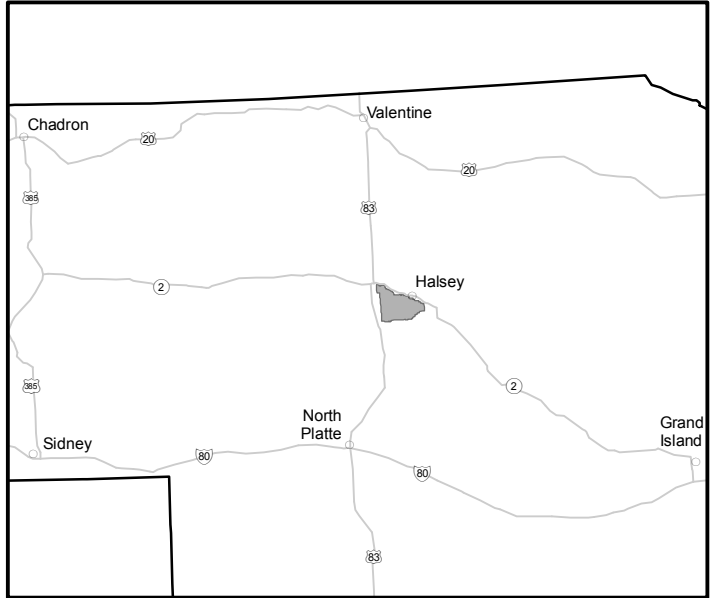 Valentine
Chadron
20
20
385
83
Halsey
2
385
2
North
Platte
Grand
Island
Sidney
80
80
83